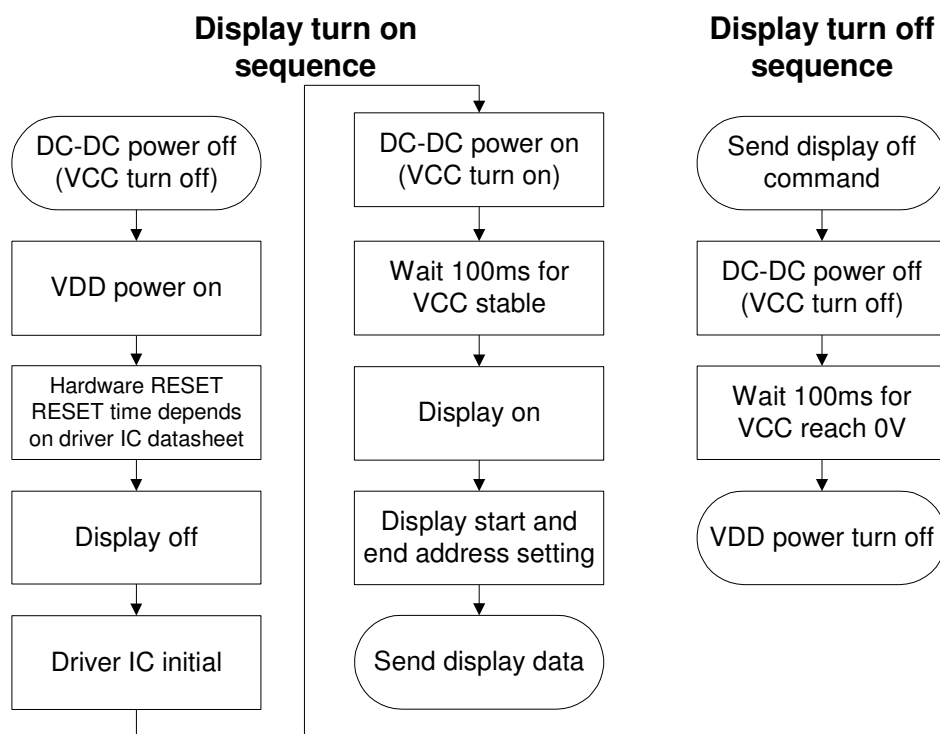 Display turn on
sequence
DC-DC power off
(VCC turn off)
VDD power on
Hardware RESET
RESET time depends
on driver IC datasheet
Display off
Driver IC initial
DC-DC power on
(VCC turn on)
Wait 100ms for
VCC stable
Display on
Display start and
end address setting
Send display data
Display turn off
sequence
Send display off
command
DC-DC power off
(VCC turn off)
Wait 100ms for
VCC reach 0V
VDD power turn off